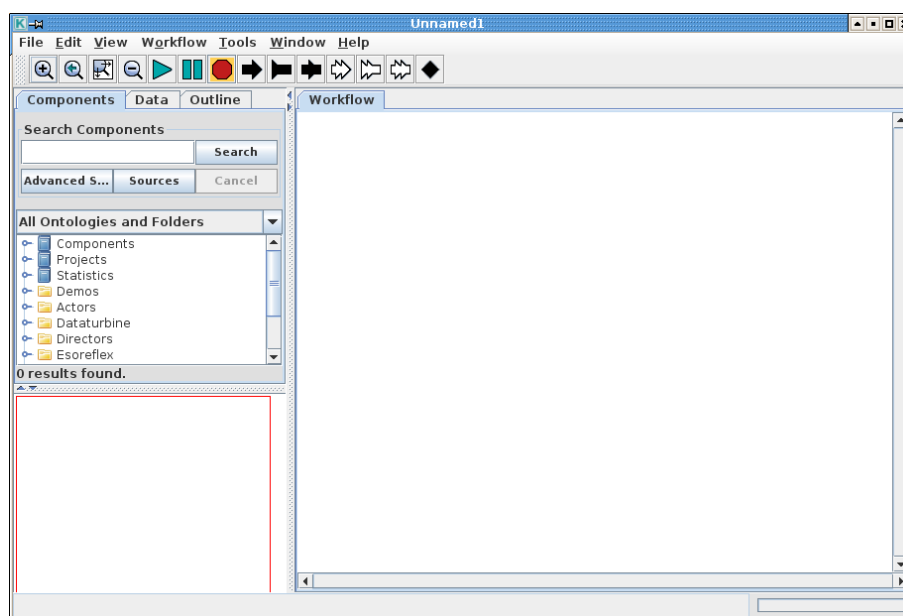 K
Unnamed1
File Edit View Workflow Tools Window Help
Components Data Outline
Workflow
Search Components
Search
Advanced S... Sources Cancel
All Ontologies and Folders
Components
Projects
Statistics
Demos
Actors
Dataturbine
Directors
Esoreflex
0 results found.